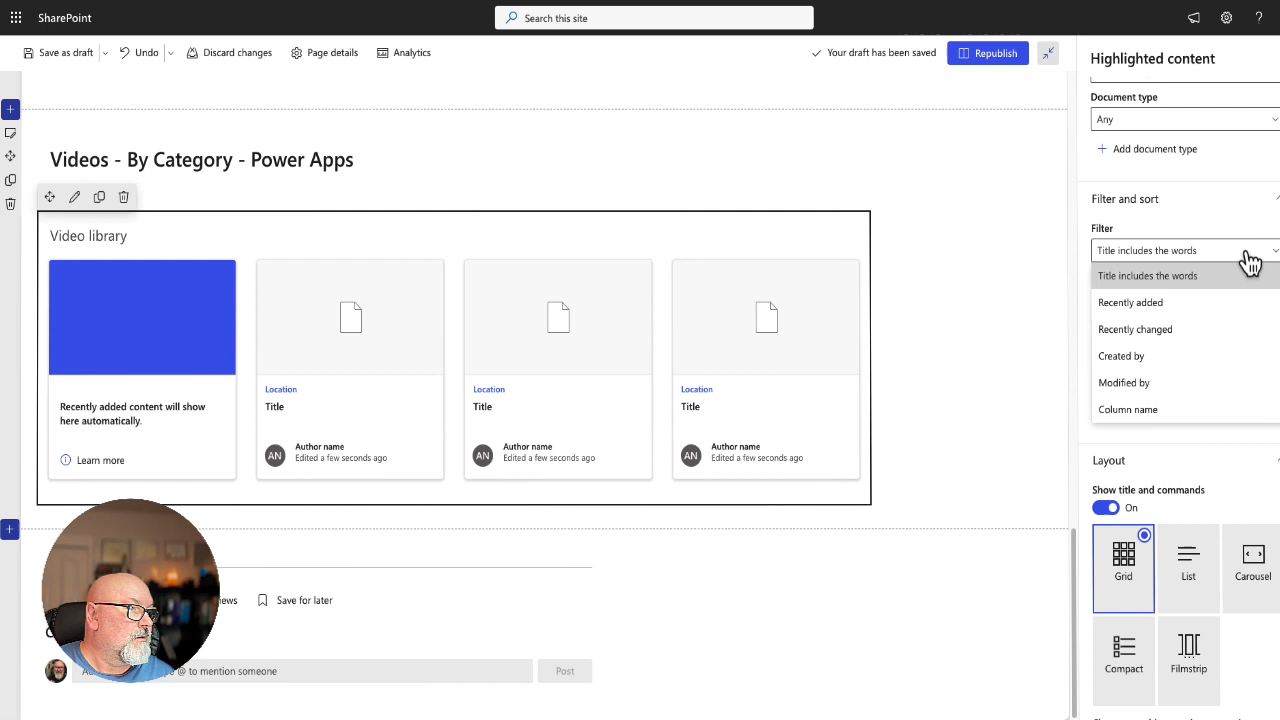 SharePoint
Search this site
Save as draft
Undo
Discard changes
Page details
Analytics
Your draft has been saved
Republish
Videos - By Category - Power Apps
Video library
Recently added content will show
here automatically.
Learn more
Location
Title
AN
Author name
Edited a few seconds ago
Location
Title
AN
Author name
Edited a few seconds ago
Location
Title
AN
Author name
Edited a few seconds ago
Save for later
@ to mention someone
Post
Highlighted content
Document type
Any
Add document type
Filter and sort
Filter
Title includes the words
Title includes the words
Recently added
Recently changed
Created by
Modified by
Column name
Layout
Show title and commands
On
Grid
List
Carousel
Compact
Filmstrip